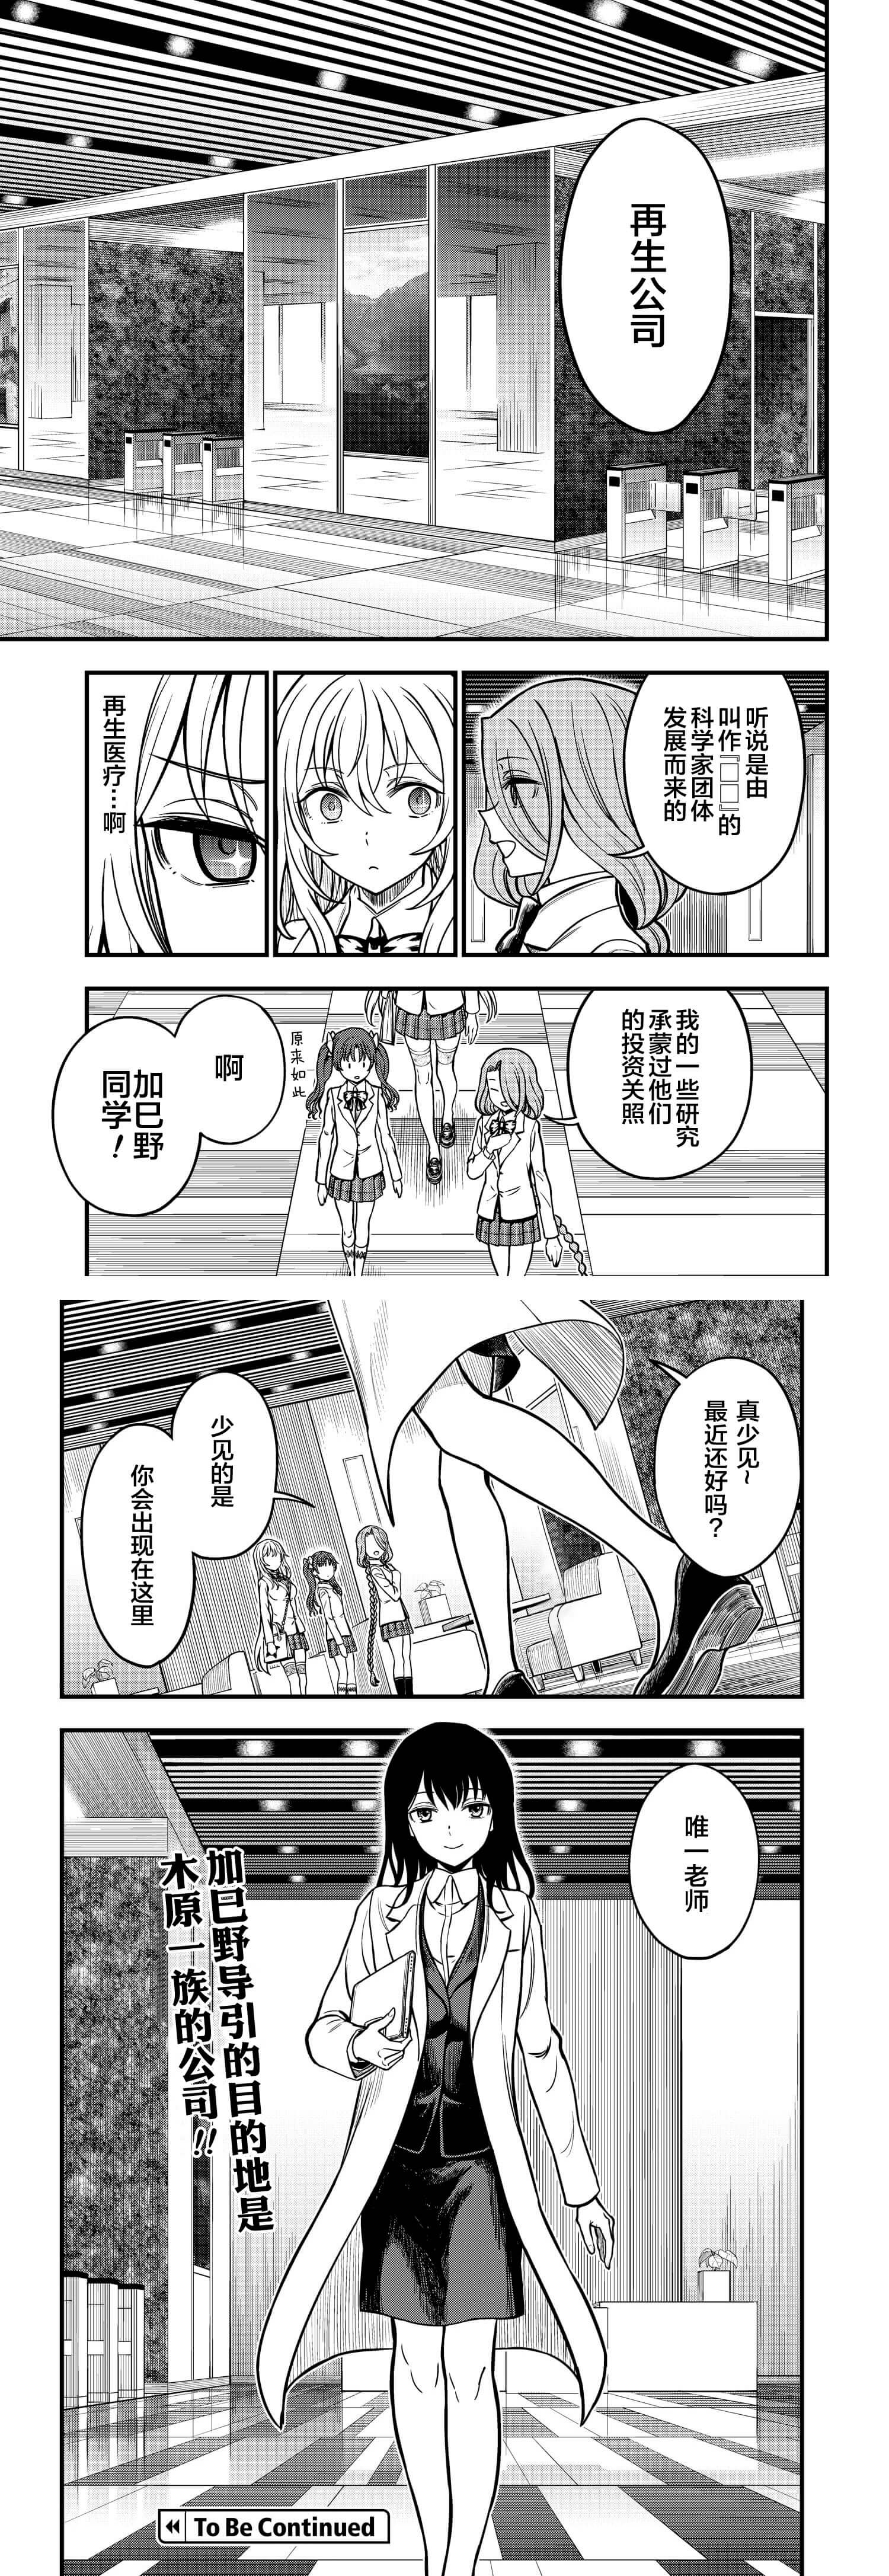 再生公司
听说是由
叫作『□□』的
科学家团体
发展而来的
再生医疗…啊
我的一些研究
承蒙过他们
的投资关照
原来如此
啊
加巳野
同学！
真少见~
最近还好吗？
少见的是
你会出现在这里
唯一老师
加巳野导引的目的地是
木原一族的公司!!
To Be Continued